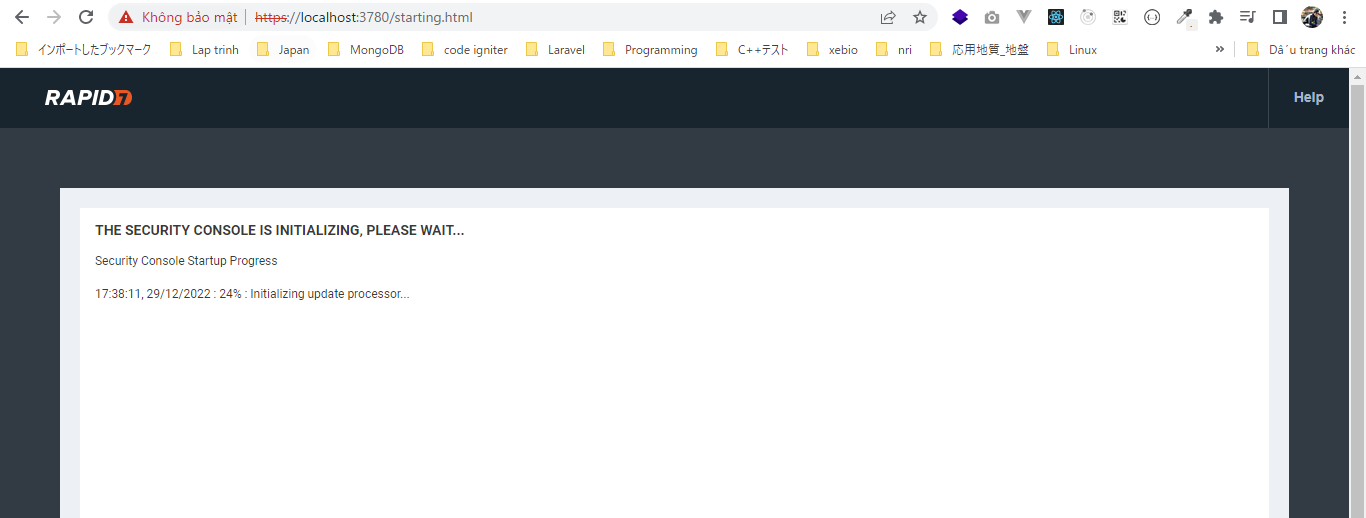 Không bảo mật https://localhost:3780/starting.html
インポートしたブックマーク Lap trinh Japan MongoDB code igniter Laravel Programming C++テスト xebio nri 応用地質_地盤 Linux » Dấu trang khác
RAPID7 Help
THE SECURITY CONSOLE IS INITIALIZING, PLEASE WAIT...
Security Console Startup Progress
17:38:11, 29/12/2022 : 24% : Initializing update processor...